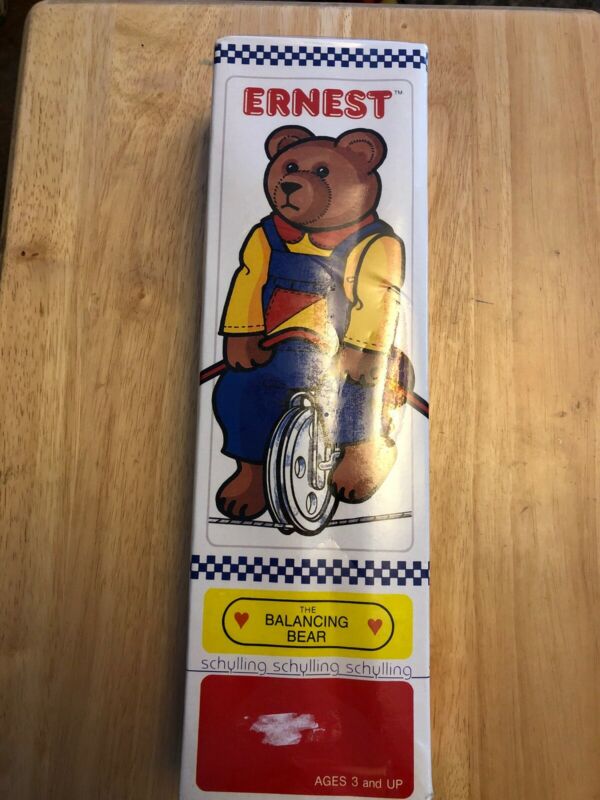 ERNEST™
THE
BALANCING
BEAR
schylling schylling schylling
AGES 3 and UP